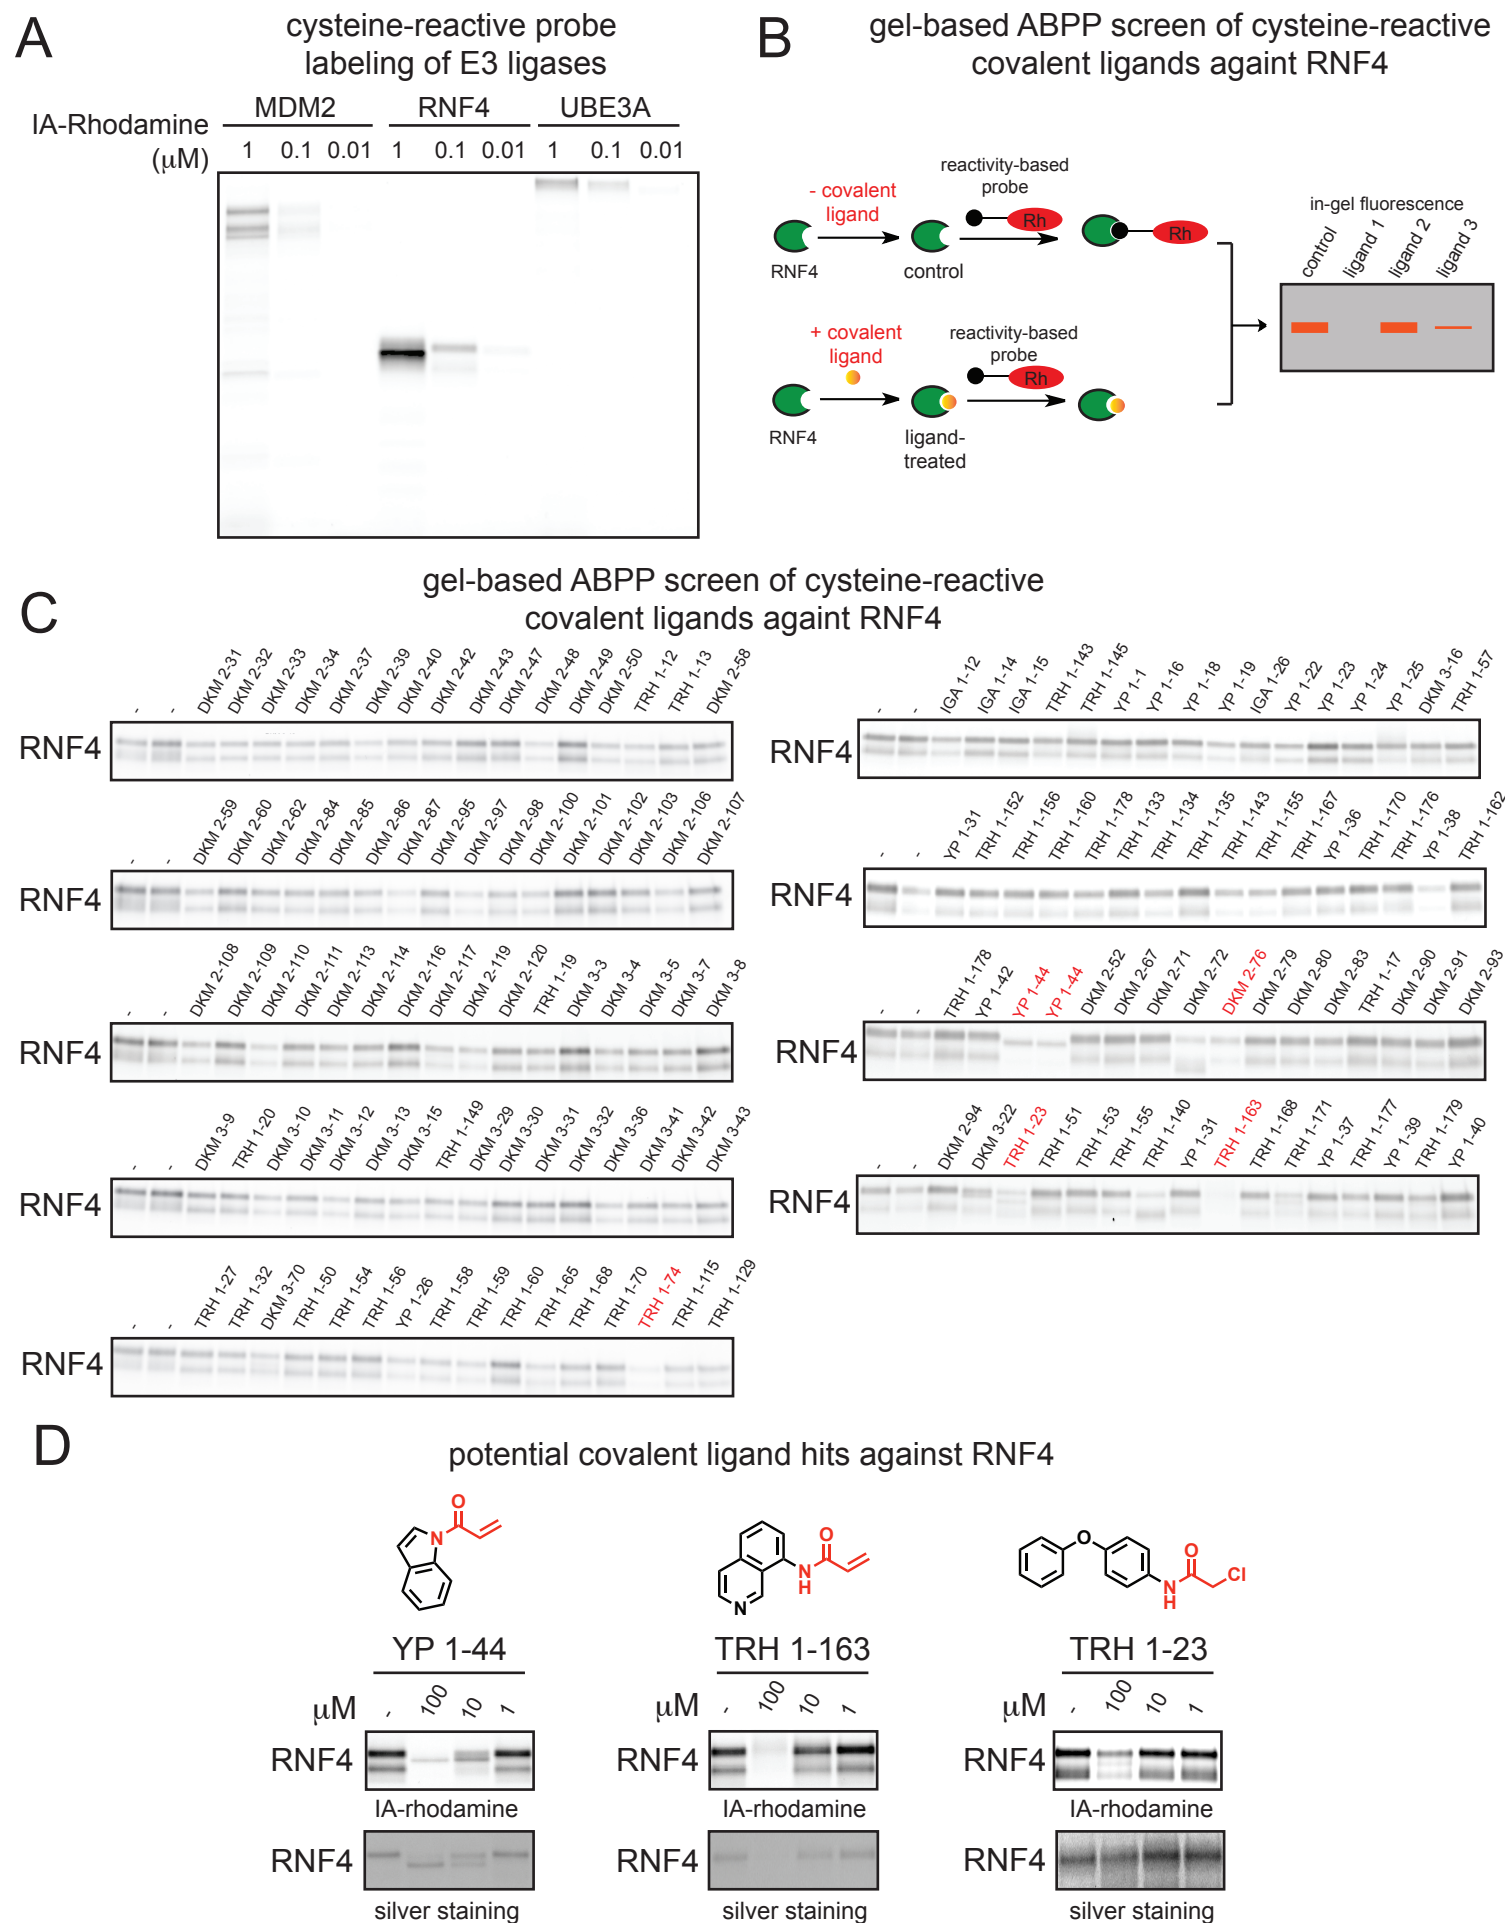 A
cysteine-reactive probe
labeling of E3 ligases
IA-Rhodamine
(μM)
MDM2 RNF4 UBE3A
1 0.1 0.01 1 0.1 0.01 1 0.1 0.01
B
gel-based ABPP screen of cysteine-reactive
covalent ligands againt RNF4
- covalent
ligand
reactivity-based
probe
Rh
Rh
RNF4
control
+ covalent
ligand
reactivity-based
probe
Rh
RNF4
ligand-
treated
in-gel fluorescence
control
ligand 1
ligand 2
ligand 3
C
gel-based ABPP screen of cysteine-reactive
covalent ligands againt RNF4
- - DKM 2-31 DKM 2-32 DKM 2-33 DKM 2-34 DKM 2-37 DKM 2-39 DKM 2-40 DKM 2-42 DKM 2-43 DKM 2-47 DKM 2-48 DKM 2-49 DKM 2-50 TRH 1-12 TRH 1-13 DKM 2-58
RNF4
- - DKM 2-59 DKM 2-60 DKM 2-62 DKM 2-84 DKM 2-85 DKM 2-86 DKM 2-87 DKM 2-95 DKM 2-97 DKM 2-98 DKM 2-100 DKM 2-101 DKM 2-102 DKM 2-103 DKM 2-106 DKM 2-107
RNF4
- - DKM 2-108 DKM 2-109 DKM 2-110 DKM 2-111 DKM 2-113 DKM 2-114 DKM 2-116 DKM 2-117 DKM 2-119 DKM 2-120 TRH 1-19 DKM 3-3 DKM 3-4 DKM 3-5 DKM 3-7 DKM 3-8
RNF4
- - DKM 3-9 TRH 1-20 DKM 3-10 DKM 3-11 DKM 3-12 DKM 3-13 DKM 3-15 TRH 1-149 DKM 3-29 DKM 3-30 DKM 3-31 DKM 3-32 DKM 3-36 DKM 3-41 DKM 3-42 DKM 3-43
RNF4
- - TRH 1-27 TRH 1-32 DKM 3-70 TRH 1-50 TRH 1-54 TRH 1-56 YP 1-26 TRH 1-58 TRH 1-59 TRH 1-60 TRH 1-65 TRH 1-68 TRH 1-70 TRH 1-74 TRH 1-115 TRH 1-129
RNF4
- - IGA 1-12 IGA 1-14 IGA 1-15 TRH 1-143 TRH 1-145 YP 1-1 YP 1-16 YP 1-18 YP 1-19 IGA 1-26 YP 1-22 YP 1-23 YP 1-24 YP 1-25 DKM 3-16 TRH 1-57
RNF4
- - YP 1-31 TRH 1-152 TRH 1-156 TRH 1-160 TRH 1-178 TRH 1-133 TRH 1-134 TRH 1-135 TRH 1-143 TRH 1-155 TRH 1-167 YP 1-36 TRH 1-170 TRH 1-176 YP 1-38 TRH 1-162
RNF4
- - TRH 1-178 YP 1-42 YP 1-44 YP 1-44 DKM 2-52 DKM 2-67 DKM 2-71 DKM 2-72 DKM 2-76 DKM 2-79 DKM 2-80 DKM 2-83 TRH 1-17 DKM 2-90 DKM 2-91 DKM 2-93
RNF4
- - DKM 2-94 DKM 3-22 TRH 1-23 TRH 1-51 TRH 1-53 TRH 1-55 TRH 1-140 YP 1-31 TRH 1-163 TRH 1-168 TRH 1-171 YP 1-37 TRH 1-177 YP 1-39 TRH 1-179 YP 1-40
RNF4
D
potential covalent ligand hits against RNF4
O
N
YP 1-44
μM - 100 10 1
RNF4
IA-rhodamine
RNF4
silver staining
O
N
H
N
TRH 1-163
μM - 100 10 1
RNF4
IA-rhodamine
RNF4
silver staining
O
O
N
H
Cl
TRH 1-23
μM - 100 10 1
RNF4
IA-rhodamine
RNF4
silver staining